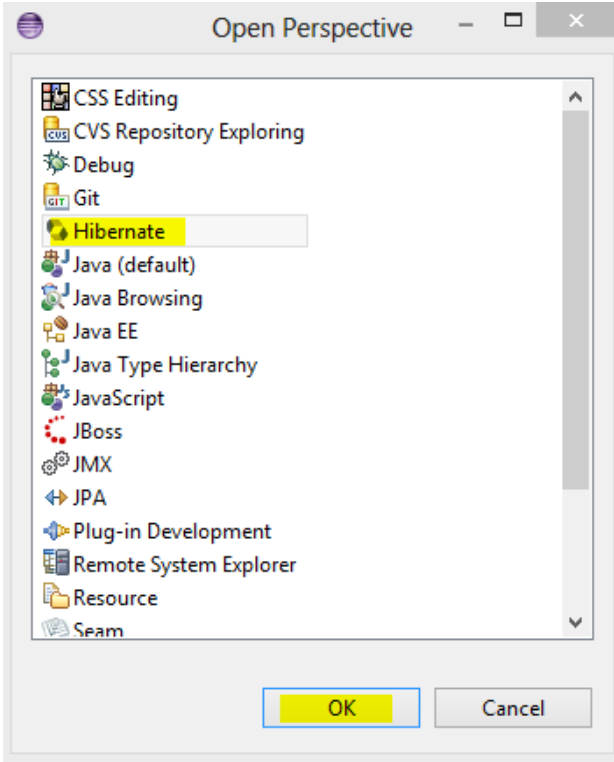 Open Perspective
CSS Editing
CVS Repository Exploring
Debug
Git
Hibernate
Java (default)
Java Browsing
Java EE
Java Type Hierarchy
JavaScript
JBoss
JMX
JPA
Plug-in Development
Remote System Explorer
Resource
Seam
OK Cancel